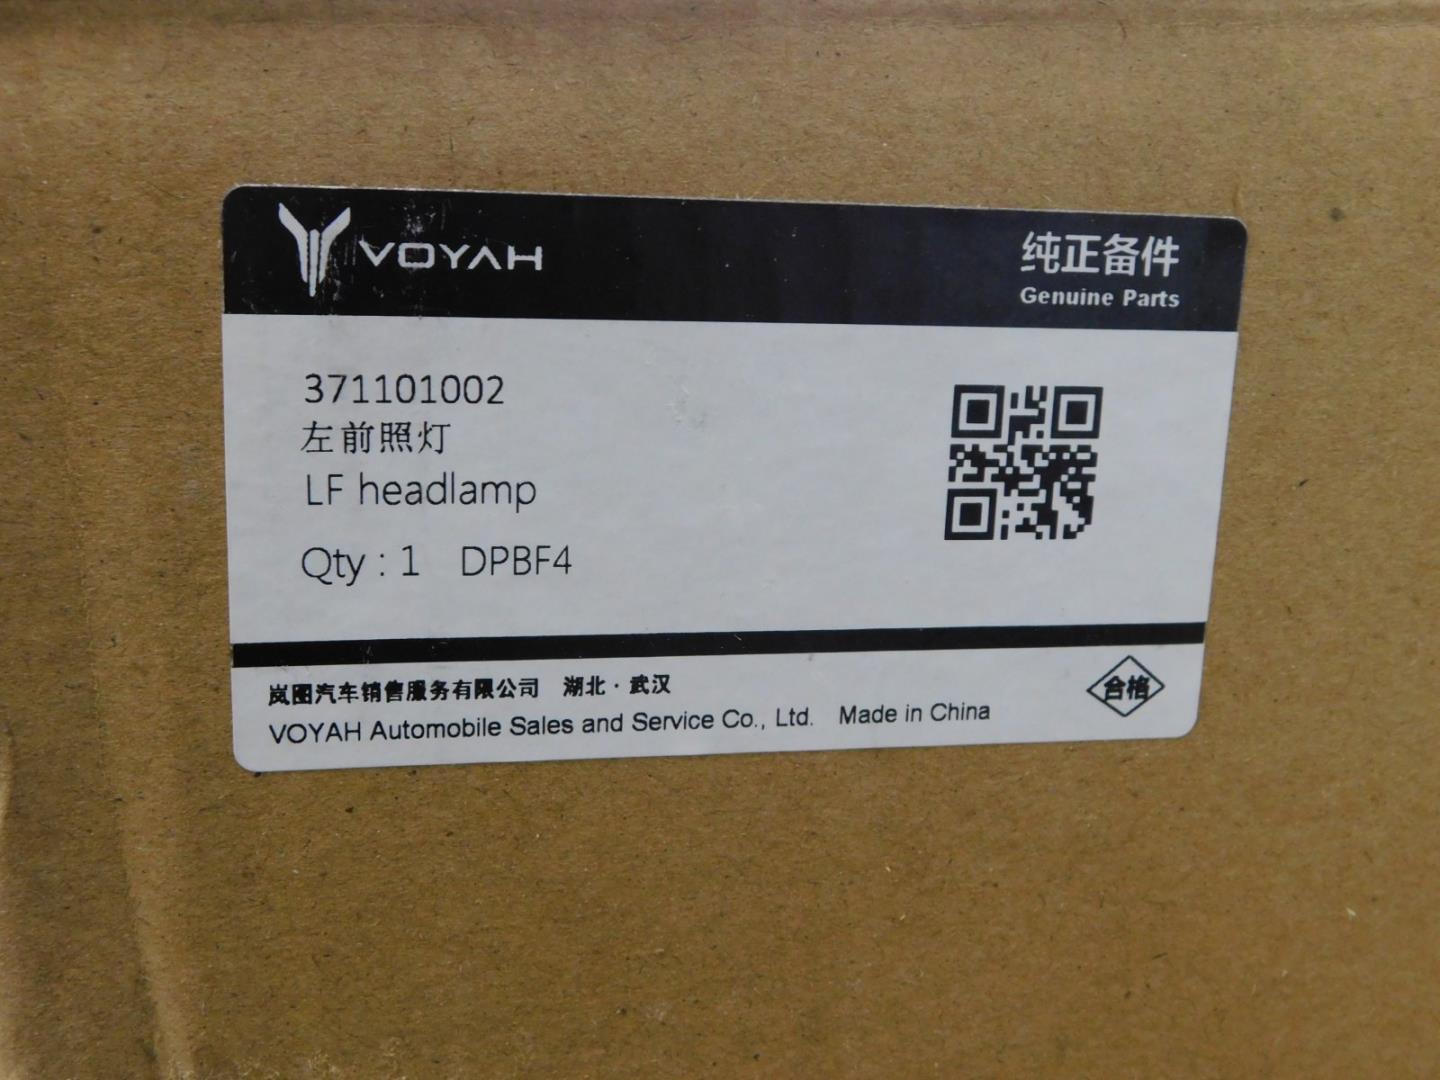 VOYAH
纯正备件
Genuine Parts
371101002
左前照灯
LF headlamp
Qty : 1 DPBF4
岚图汽车销售服务有限公司 湖北·武汉
VOYAH Automobile Sales and Service Co., Ltd. Made in China
合格